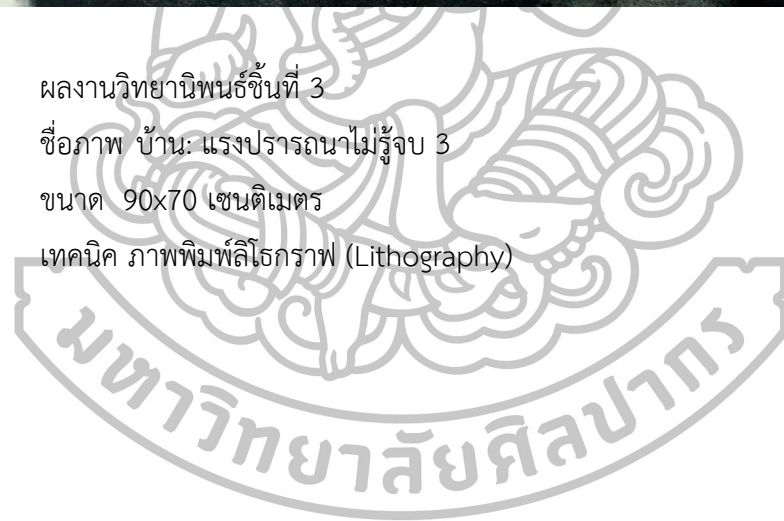 ผลงานวิทยานิพนธ์ชิ้นที่ 3
ชื่อภาพ บ้าน: แรงปรารถนาไม่รู้จบ 3
ขนาด 90x70 เซนติเมตร
เทคนิค ภาพพิมพ์ลิโธกราฟ (Lithography)
มหาวิทยาลัยศิลปากร